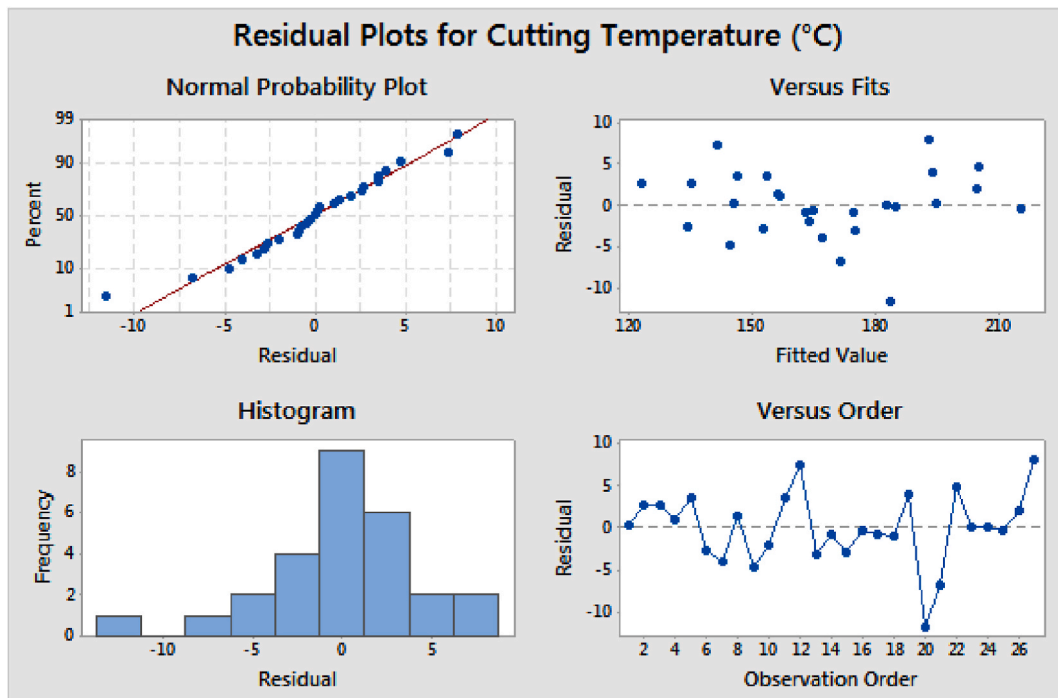 Residual Plots for Cutting Temperature (°C)
Normal Probability Plot
99
90
50
10
1
Percent
-10 -5 0 5 10
Residual
Versus Fits
10
5
0
-5
-10
Residual
120 150 180 210
Fitted Value
Histogram
8
6
4
2
0
Frequency
-10 -5 0 5
Residual
Versus Order
10
5
0
-5
-10
Residual
2 4 6 8 10 12 14 16 18 20 22 24 26
Observation Order